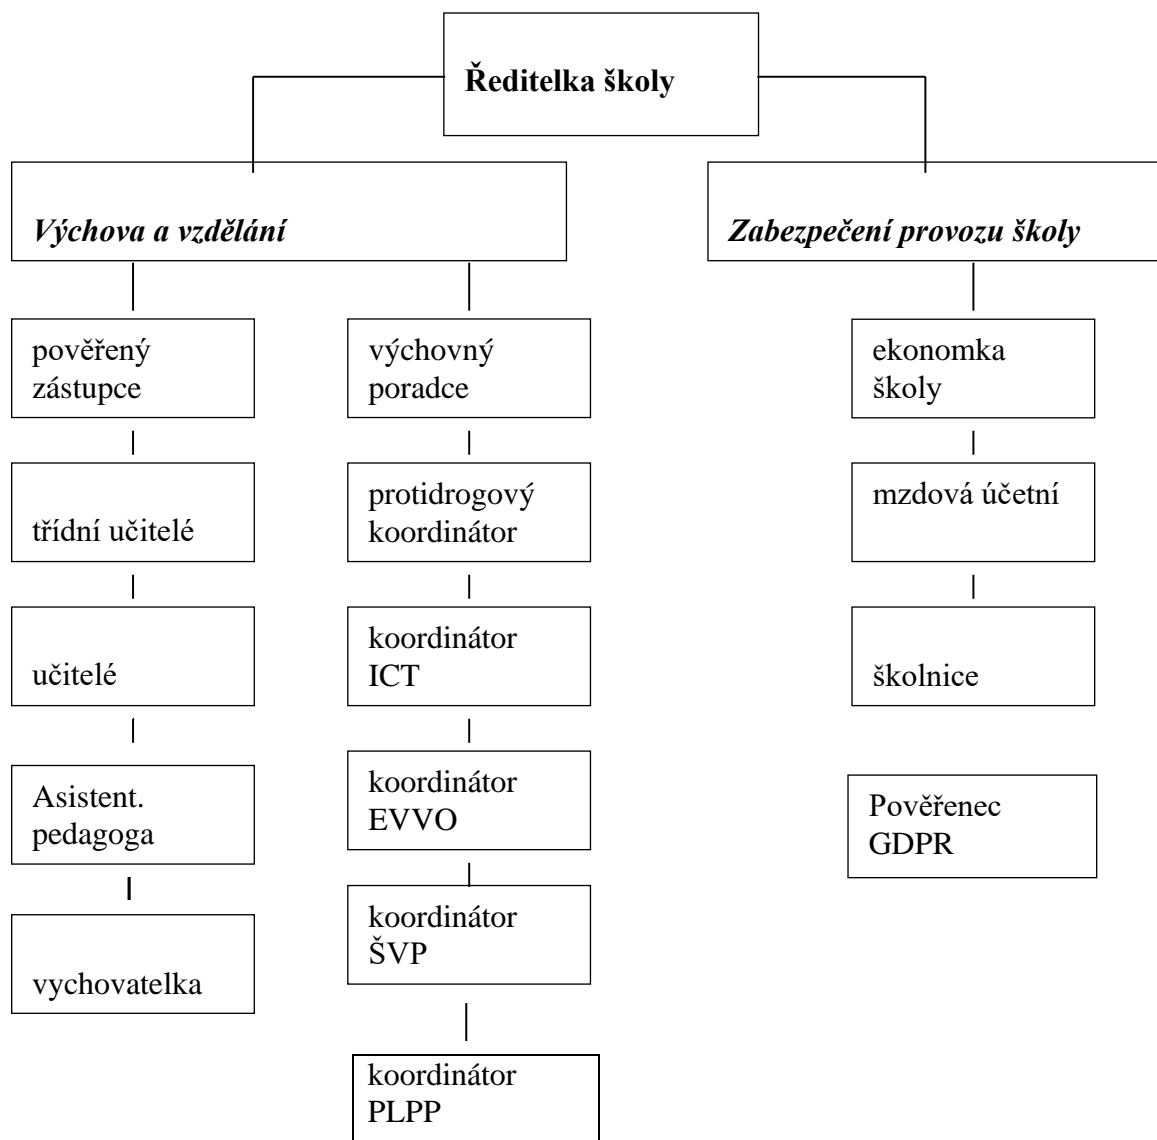 Ředitelka školy
Výchova a vzdělání
Zabezpečení provozu školy
pověřený
zástupce
výchovný
poradce
ekonomka
školy
třídní učitelé
protidrogový
koordinátor
mzdová účetní
učitelé
koordinátor
ICT
školnice
Asistent.
pedagoga
koordinátor
EVVO
Pověřenec
GDPR
vychovatelka
koordinátor
ŠVP
koordinátor
PLPP